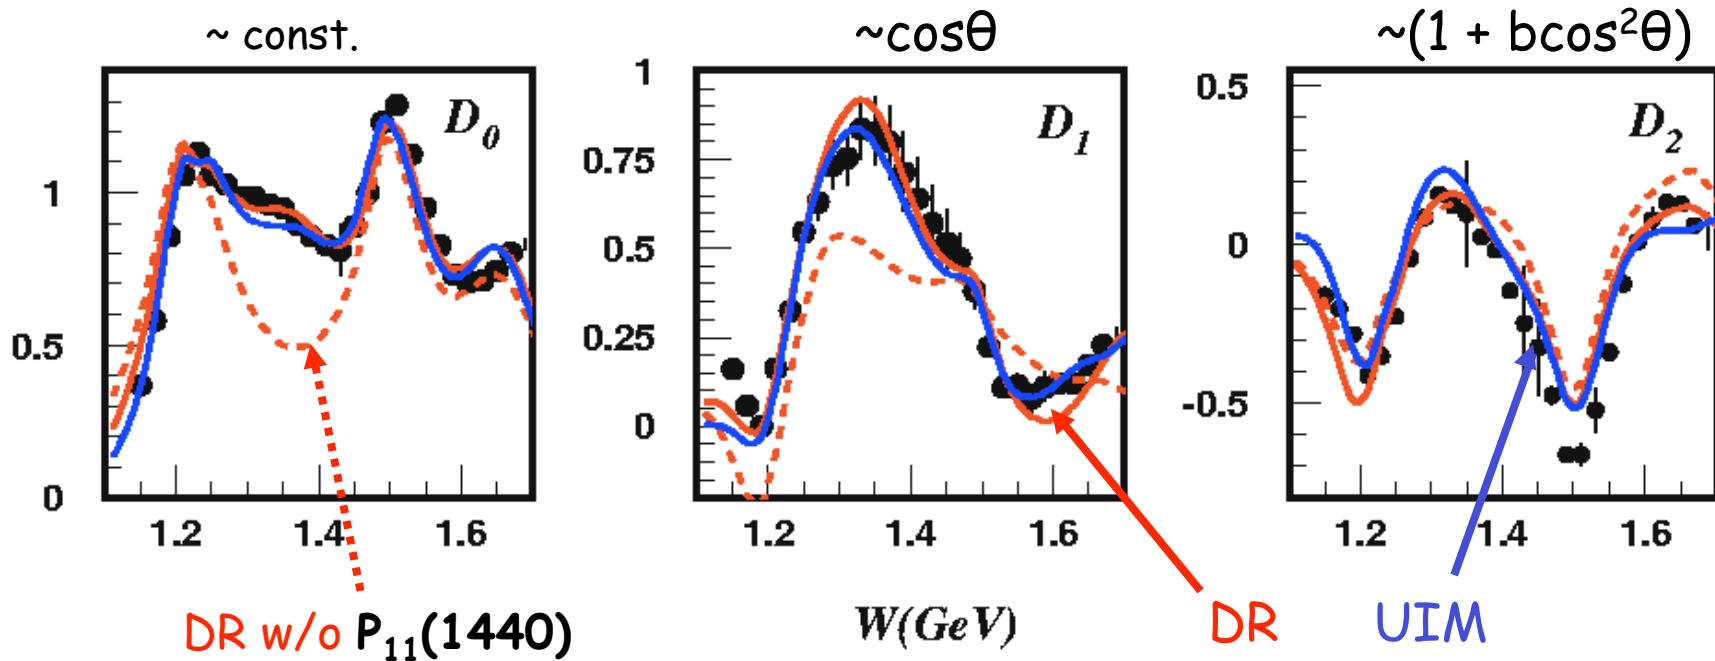 ~ const.
~cosθ
~(1 + bcos²θ)
D₀
D₁
D₂
1
0.5
0
1.2 1.4 1.6
1
0.75
0.5
0.25
0
1.2 1.4 1.6
0.5
0
-0.5
1.2 1.4 1.6
DR w/o P₁₁(1440)
W(GeV)
DR
UIM